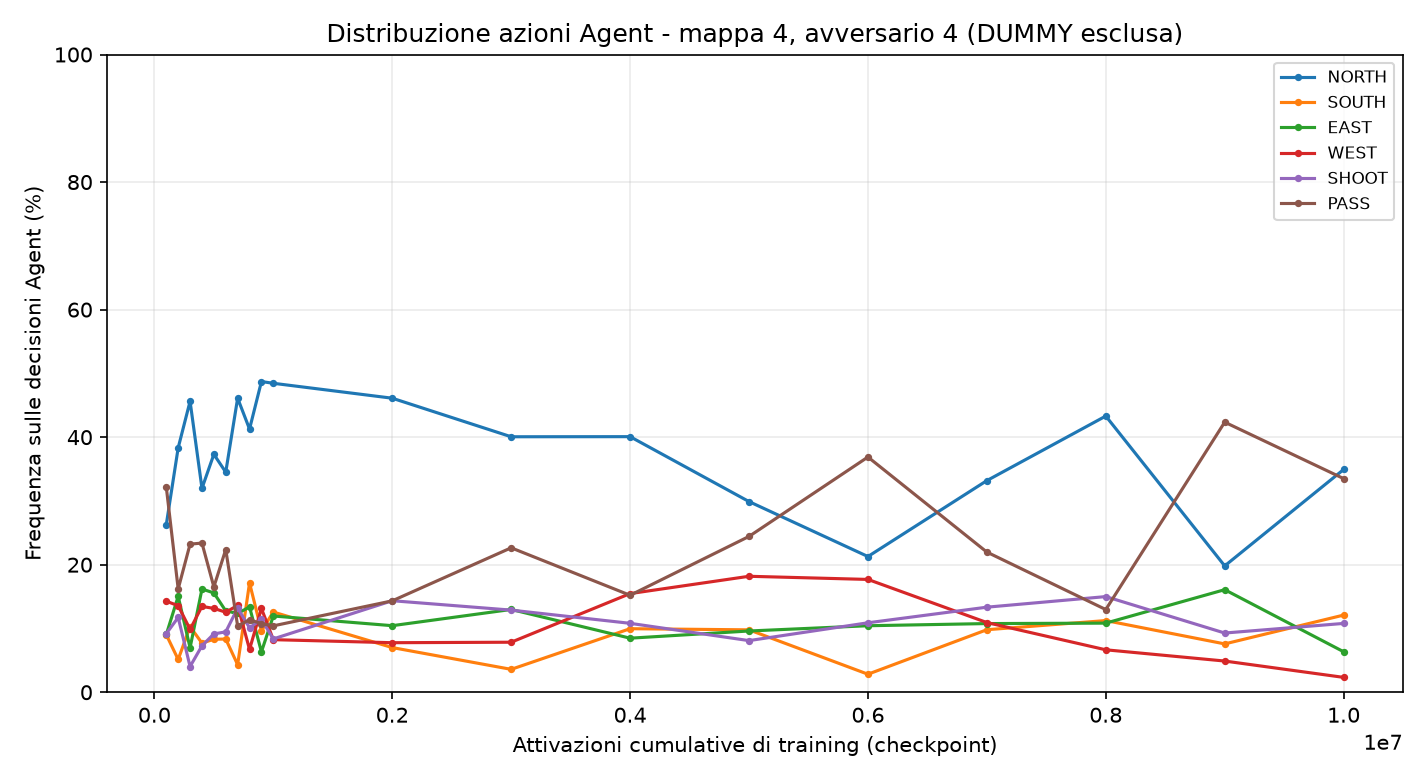 Distribuzione azioni Agent - mappa 4, avversario 4 (DUMMY esclusa)
Frequenza sulle decisioni Agent (%)
100
80
60
40
20
0
NORTH
SOUTH
EAST
WEST
SHOOT
PASS
0.0
0.2
0.4
0.6
0.8
1.0
1e7
Attivazioni cumulative di training (checkpoint)